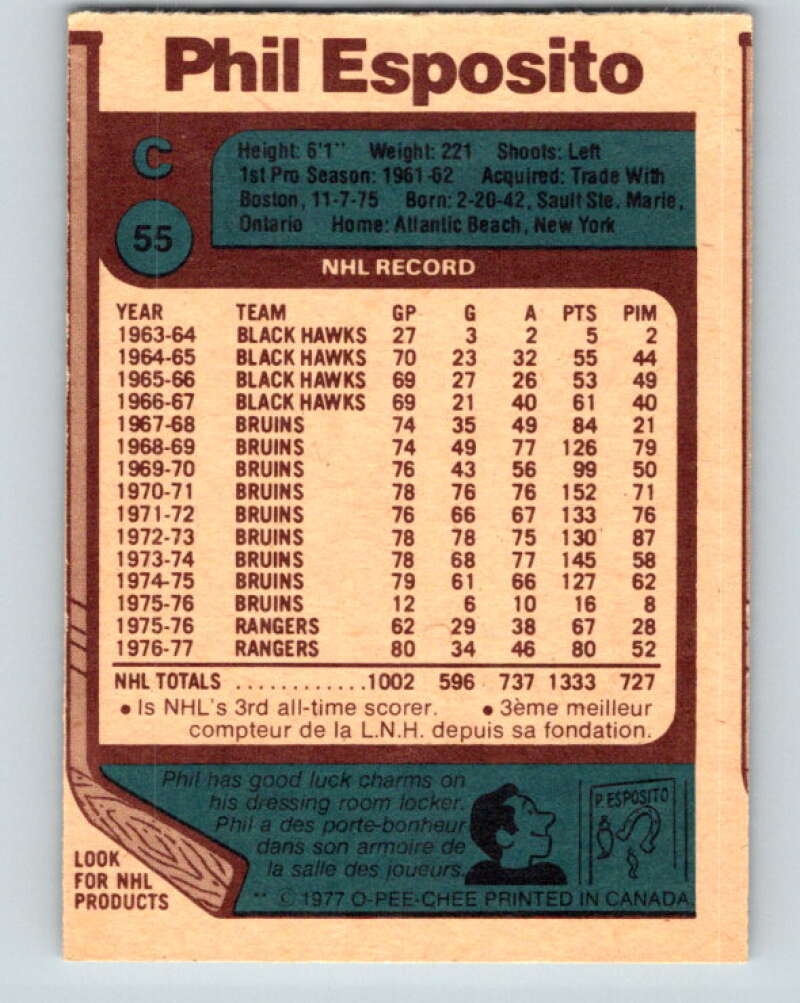 Phil Esposito
C
55
Height: 6'1" Weight: 221 Shoots: Left
1st Pro Season: 1961-62 Acquired: Trade With
Boston, 11-7-75 Born: 2-20-42, Sault Ste. Marie,
Ontario Home: Atlantic Beach, New York
NHL RECORD
YEAR TEAM GP G A PTS PIM
1963-64 BLACK HAWKS 27 3 2 5 2
1964-65 BLACK HAWKS 70 23 32 55 44
1965-66 BLACK HAWKS 69 27 26 53 49
1966-67 BLACK HAWKS 69 21 40 61 40
1967-68 BRUINS 74 35 49 84 21
1968-69 BRUINS 74 49 77 126 79
1969-70 BRUINS 76 43 56 99 50
1970-71 BRUINS 78 76 76 152 71
1971-72 BRUINS 76 66 67 133 76
1972-73 BRUINS 78 78 75 130 87
1973-74 BRUINS 78 68 77 145 58
1974-75 BRUINS 79 61 66 127 62
1975-76 BRUINS 12 6 10 16 8
1975-76 RANGERS 62 29 38 67 28
1976-77 RANGERS 80 34 46 80 52
NHL TOTALS ............1002 596 737 1333 727
• Is NHL's 3rd all-time scorer. • 3ème meilleur
compteur de la L.N.H. depuis sa fondation.
Phil has good luck charms on
his dressing room locker.
Phil a des porte-bonheur
dans son armoire de
la salle des joueurs.
P. ESPOSITO
LOOK
FOR NHL
PRODUCTS
** © 1977 O-PEE-CHEE PRINTED IN CANADA